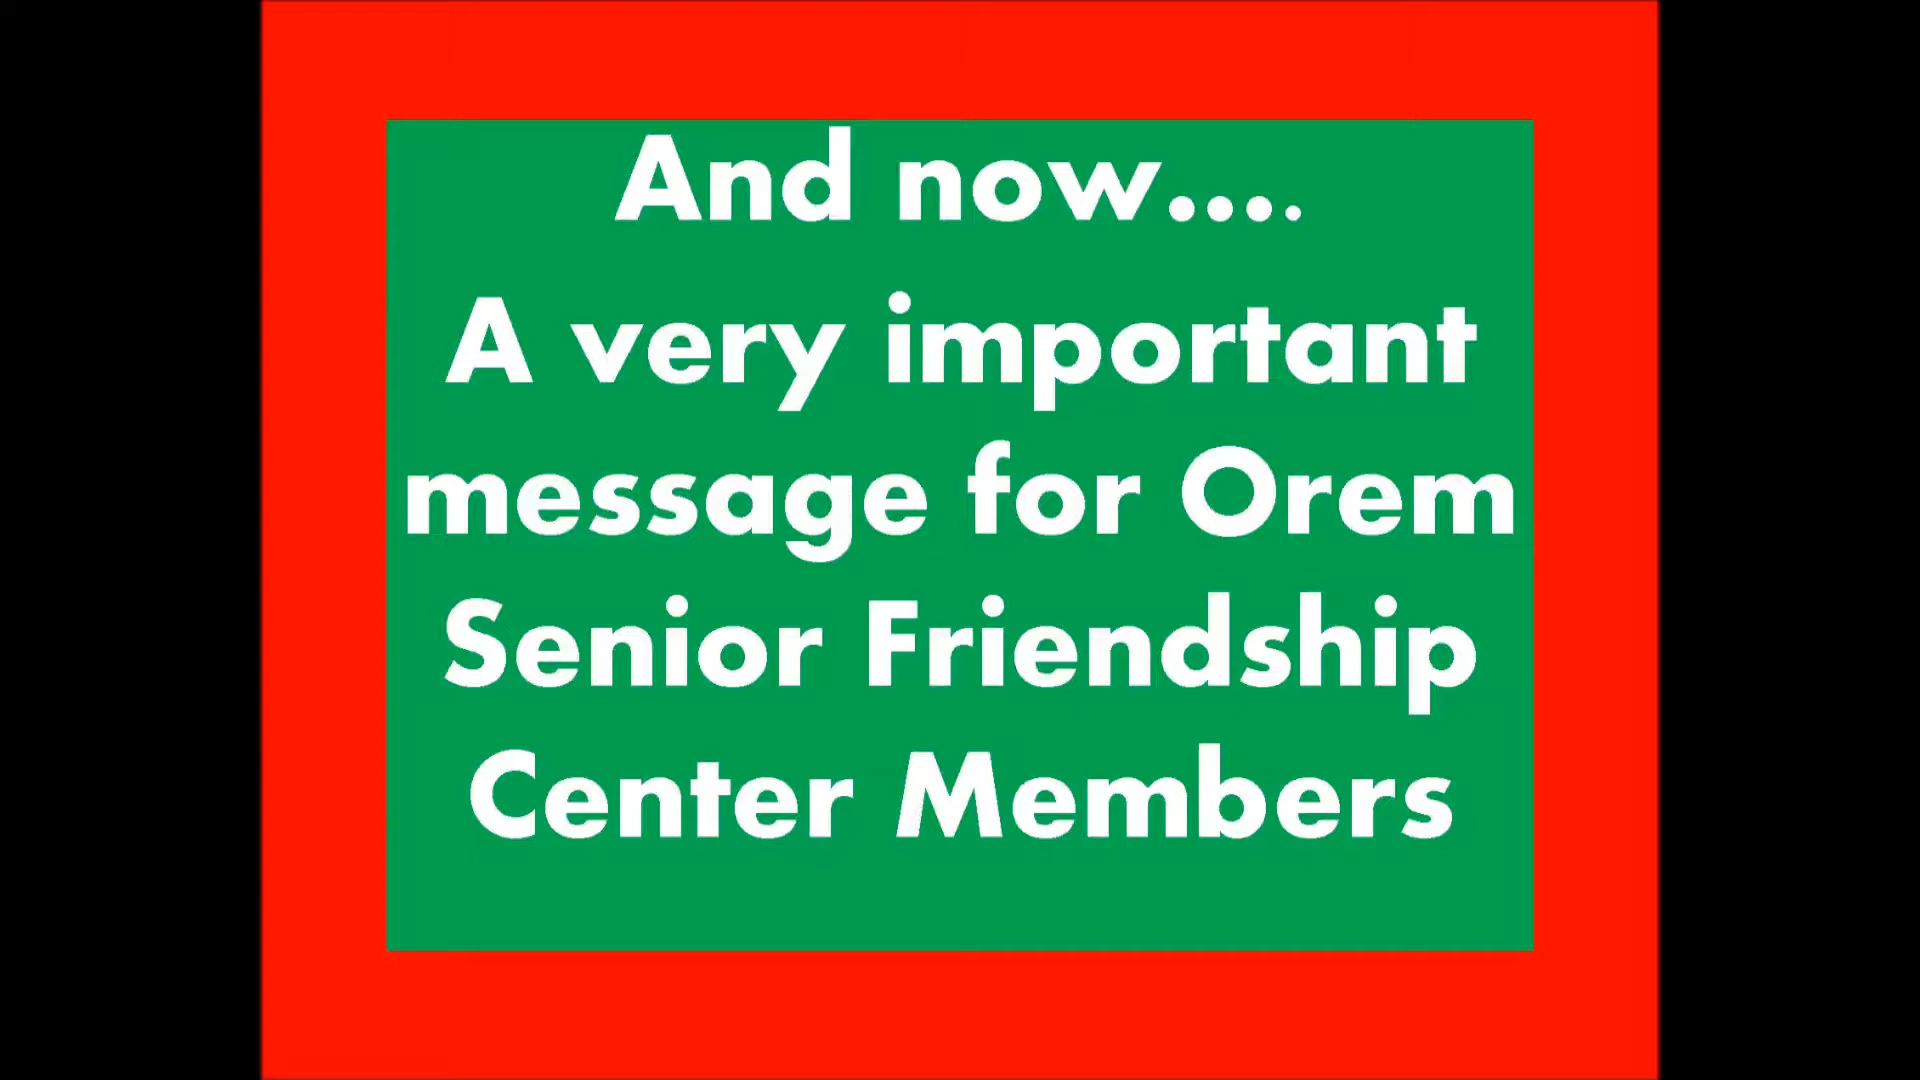 And now....
A very important
message for Orem
Senior Friendship
Center Members